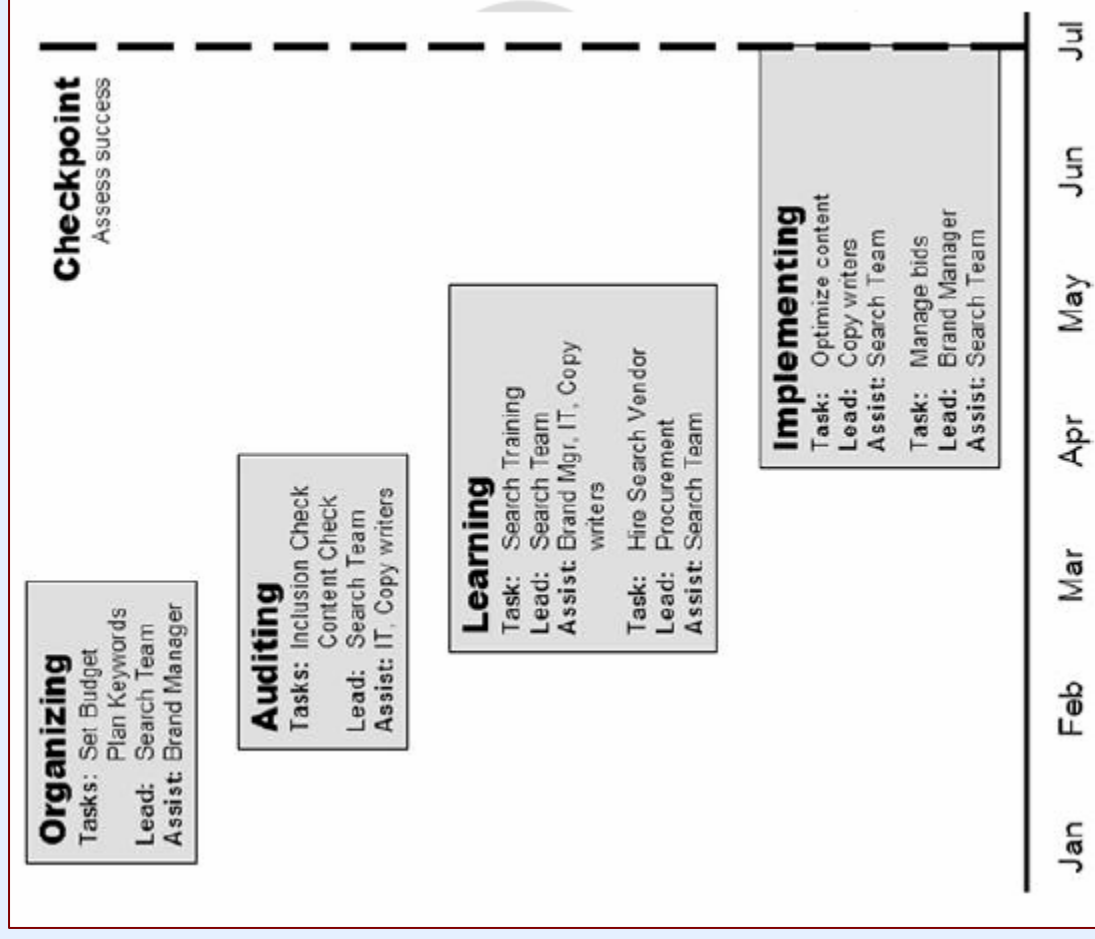 Checkpoint
Assess success
Organizing
Tasks: Set Budget
Plan Keywords
Lead: Search Team
Assist: Brand Manager
Auditing
Tasks: Inclusion Check
Content Check
Lead: Search Team
Assist: IT, Copy writers
Learning
Task: Search Training
Lead: Search Team
Assist: Brand Mgr, IT, Copy
writers
Task: Hire Search Vendor
Lead: Procurement
Assist: Search Team
Implementing
Task: Optimize content
Lead: Copy writers
Assist: Search Team
Task: Manage bids
Lead: Brand Manager
Assist: Search Team
Jan Feb Mar Apr May Jun Jul